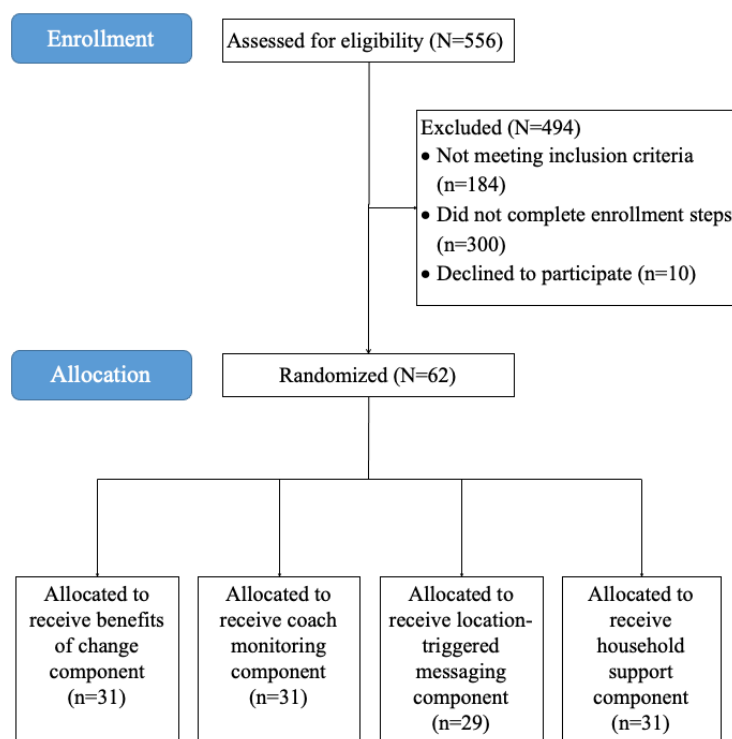 Enrollment
Assessed for eligibility (N=556)
Excluded (N=494)
• Not meeting inclusion criteria
(n=184)
• Did not complete enrollment steps
(n=300)
• Declined to participate (n=10)
Allocation
Randomized (N=62)
Allocated to
receive benefits
of change
component
(n=31)
Allocated to
receive coach
monitoring
component
(n=31)
Allocated to
receive location-
triggered
messaging
component
(n=29)
Allocated to
receive
household
support
component
(n=31)